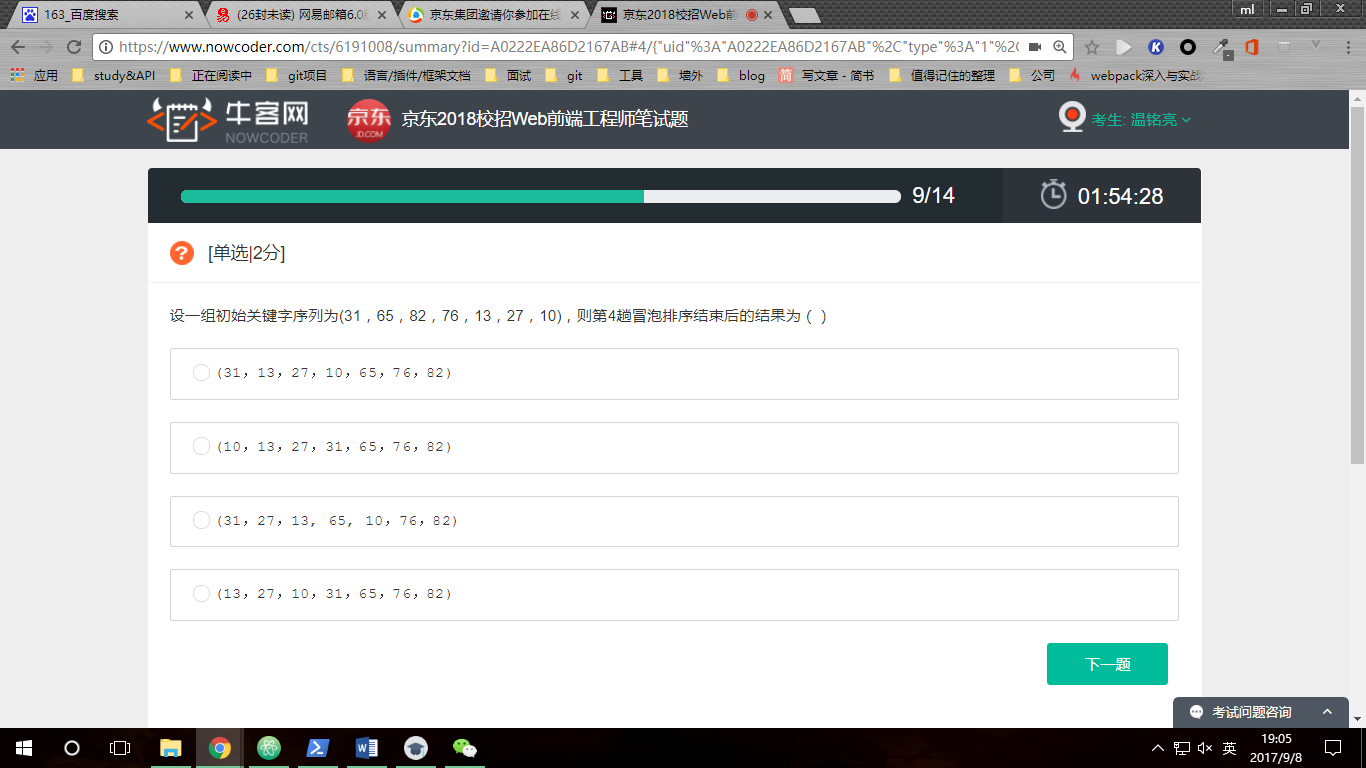 163_百度搜索
(26封未读) 网易邮箱6.0
京东集团邀请你参加在线
京东2018校招Web前
ml
https://www.nowcoder.com/cts/6191008/summary?id=A0222EA86D2167AB#4/{"uid"%3A"A0222EA86D2167AB"%2C"type"%3A"1"%2C
应用 study&API 正在阅读中 git项目 语言/插件/框架文档 面试 git 工具 墙外 blog 简 写文章 - 简书 值得记住的整理 公司 webpack深入与实战
牛客网
NOWCODER
京东
JD.COM
京东2018校招Web前端工程师笔试题
考生: 温铭亮
9/14
01:54:28
[单选|2分]
设一组初始关键字序列为(31，65，82，76，13，27，10)，则第4趟冒泡排序结束后的结果为（ ）
(31, 13, 27, 10, 65, 76, 82)
(10, 13, 27, 31, 65, 76, 82)
(31, 27, 13, 65, 10, 76, 82)
(13, 27, 10, 31, 65, 76, 82)
下一题
考试问题咨询
英
19:05
2017/9/8